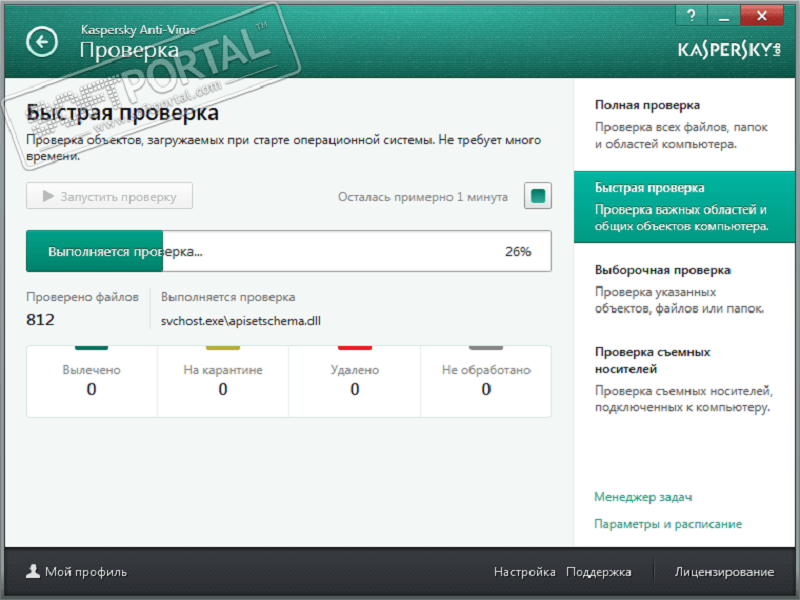 Kaspersky Anti-Virus
Проверка
KASPERSKY lab
SOFTPORTAL™
www.softportal.com
Быстрая проверка
Проверка объектов, загружаемых при старте операционной системы. Не требует много
времени.
Запустить проверку
Осталась примерно 1 минута
Выполняется проверка...
26%
Проверено файлов
812
Выполняется проверка
svchost.exe\apisetschema.dll
Вылечено
0
На карантине
0
Удалено
0
Не обработано
0
Полная проверка
Проверка всех файлов, папок
и областей компьютера.
Быстрая проверка
Проверка важных областей и
общих объектов компьютера.
Выборочная проверка
Проверка указанных
объектов, файлов или папок.
Проверка съемных
носителей
Проверка съемных носителей,
подключенных к компьютеру.
Менеджер задач
Параметры и расписание
Мой профиль
Настройка
Поддержка
Лицензирование